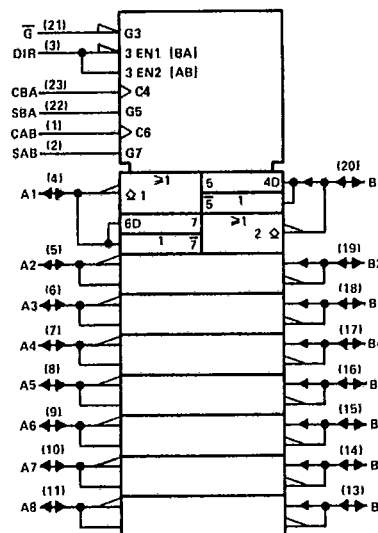 G̅ (21) G3
DIR (3) 3 EN1 [BA]
3 EN2 [AB]
CBA (23) C4
SBA (22) G5
CAB (1) C6
SAB (2) G7
A1 (4) ≥1 5 4D (20) B
1 5̅ 1
6D 7 ≥1
1 7̅ 2
A2 (5) (19) B2
A3 (6) (18) B
A4 (7) (17) B
A5 (8) (16) B
A6 (9) (15) B
A7 (10) (14) B
A8 (11) (13) B